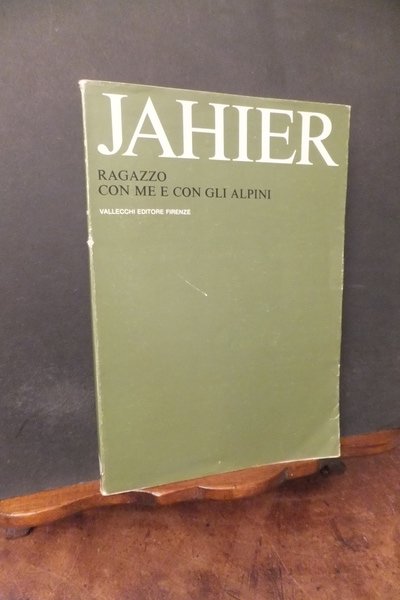 JAHIER
RAGAZZO
CON ME E CON GLI ALPINI
VALLECCHI EDITORE FIRENZE